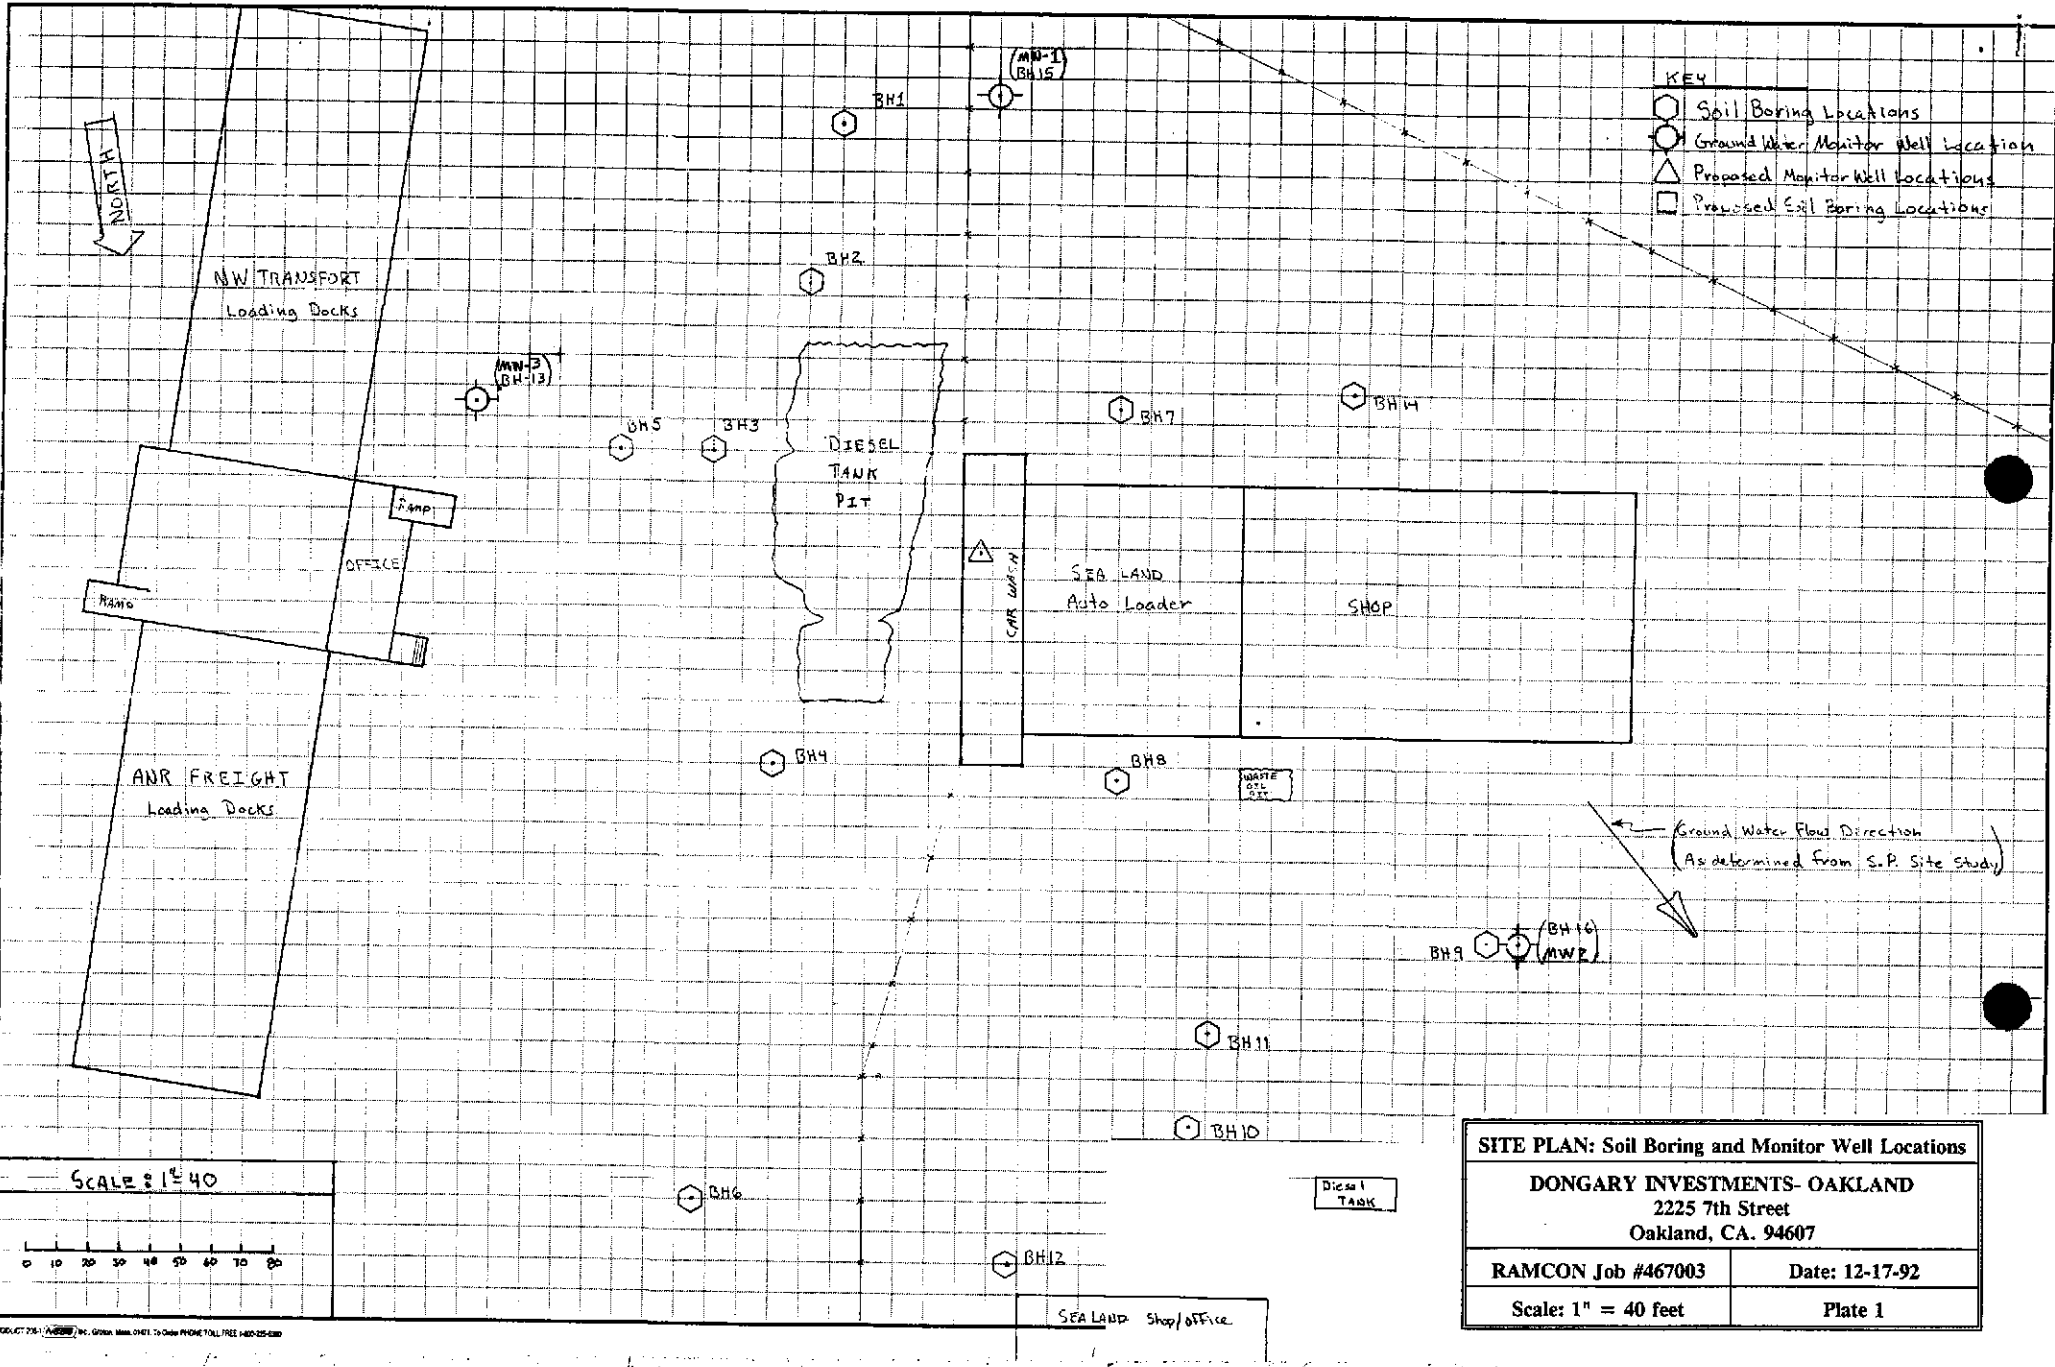 (MW-1)
(BH15)
BH1
KEY
Soil Boring Locations
Ground Water Monitor Well Location
Proposed Monitor Well Locations
Proposed Soil Boring Locations
NORTH
NW TRANSPORT
Loading Docks
BH2
(MW-3)
(BH-13)
BH5
BH3
BH7
BH14
DIESEL
TANK
PIT
RAMP
OFFICE
RAMP
CAR WASH
SEA LAND
Auto Loader
SHOP
BH4
BH8
WASTE
OIL
PIT
ANR FREIGHT
Loading Docks
Ground Water Flow Direction
(As determined from S.P. Site Study)
BH9
(BH16)
(MW2)
BH11
BH10
SCALE: 1"=40
0 10 20 30 40 50 60 70 80
BH6
BH12
Diesel
TANK
SEALAND Shop/office
SITE PLAN: Soil Boring and Monitor Well Locations
DONGARY INVESTMENTS- OAKLAND
2225 7th Street
Oakland, CA. 94607
RAMCON Job #467003
Date: 12-17-92
Scale: 1" = 40 feet
Plate 1